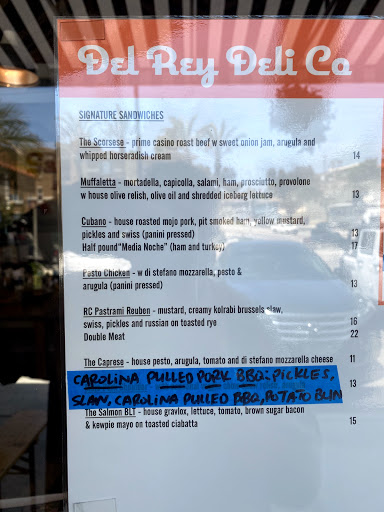 Del Rey Deli Co
SIGNATURE SANDWICHES
The Scorsese - prime casino roast beef w sweet onion jam, arugula and
whipped horseradish cream 14
Muffaletta - mortadella, capicolla, salami, ham, prosciutto, provolone
w house olive relish, olive oil and shredded iceberg lettuce 13
Cubano - house roasted mojo pork, pit smoked ham, yellow mustard,
pickles and swiss (panini pressed) 13
Half pound "Media Noche" (ham and turkey) 17
Pesto Chicken - w di stefano mozzarella, pesto &
arugula (panini pressed) 13
RC Pastrami Reuben - mustard, creamy kolrabi brussels slaw,
swiss, pickles and russian on toasted rye 16
Double Meat 22
The Caprese - house pesto, arugula, tomato and di stefano mozzarella cheese 11
CAROLINA PULLED PORK BBQ: PICKLES, 13
SLAW, CAROLINA PULLED BBQ, POTATO BUN
The Salmon BLT - house gravlox, lettuce, tomato, brown sugar bacon
& kewpie mayo on toasted ciabatta 15